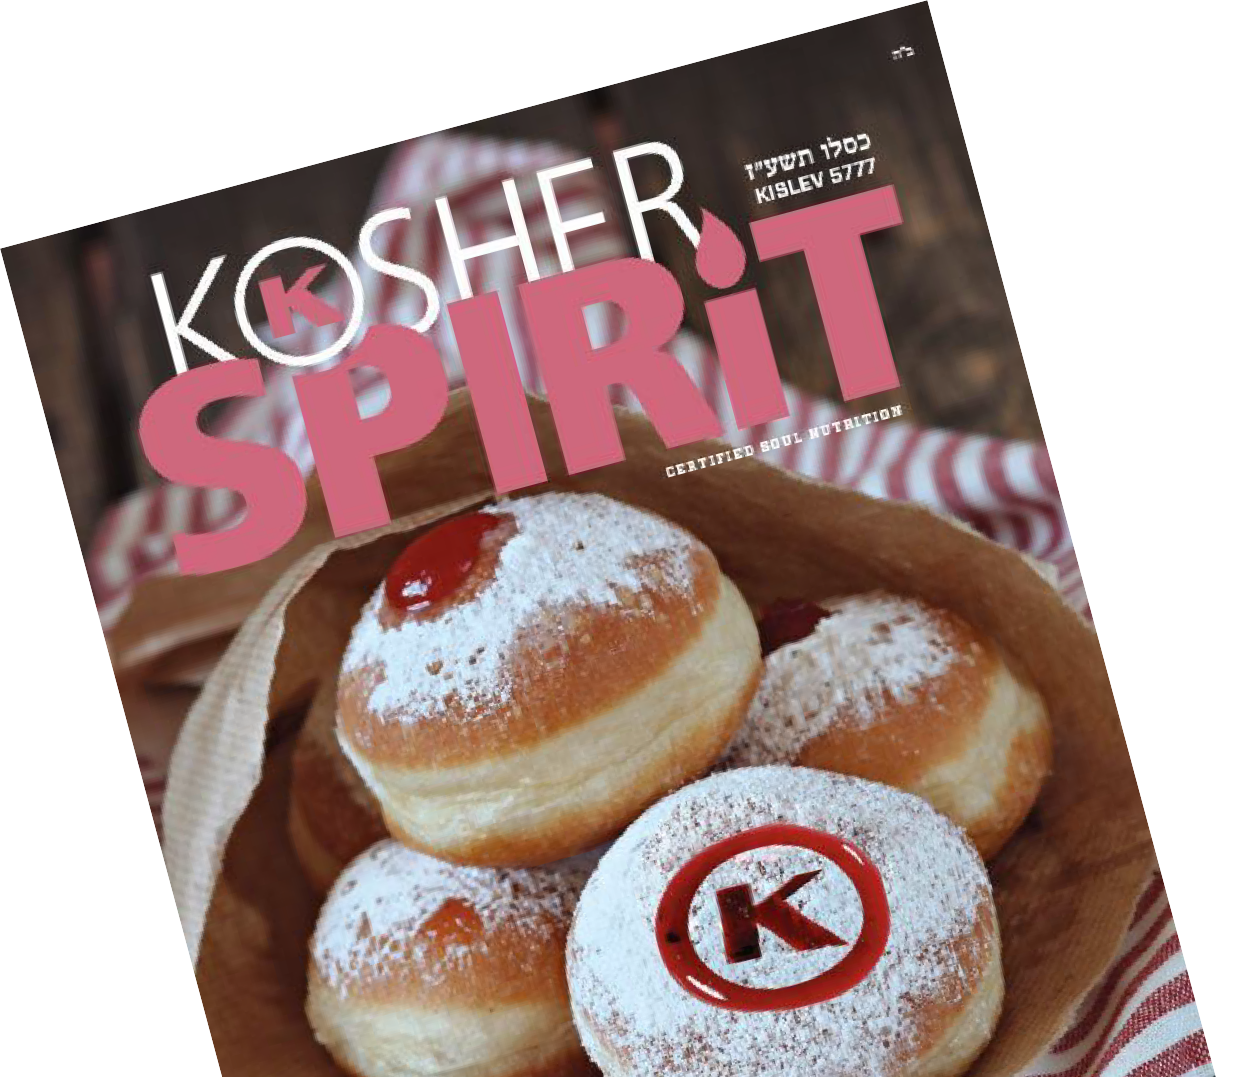 ב"ה
כסלו תשע"ז
KISLEV 5777
KOSHER
K
SPIRiT
CERTIFIED SOUL NUTRITION
K